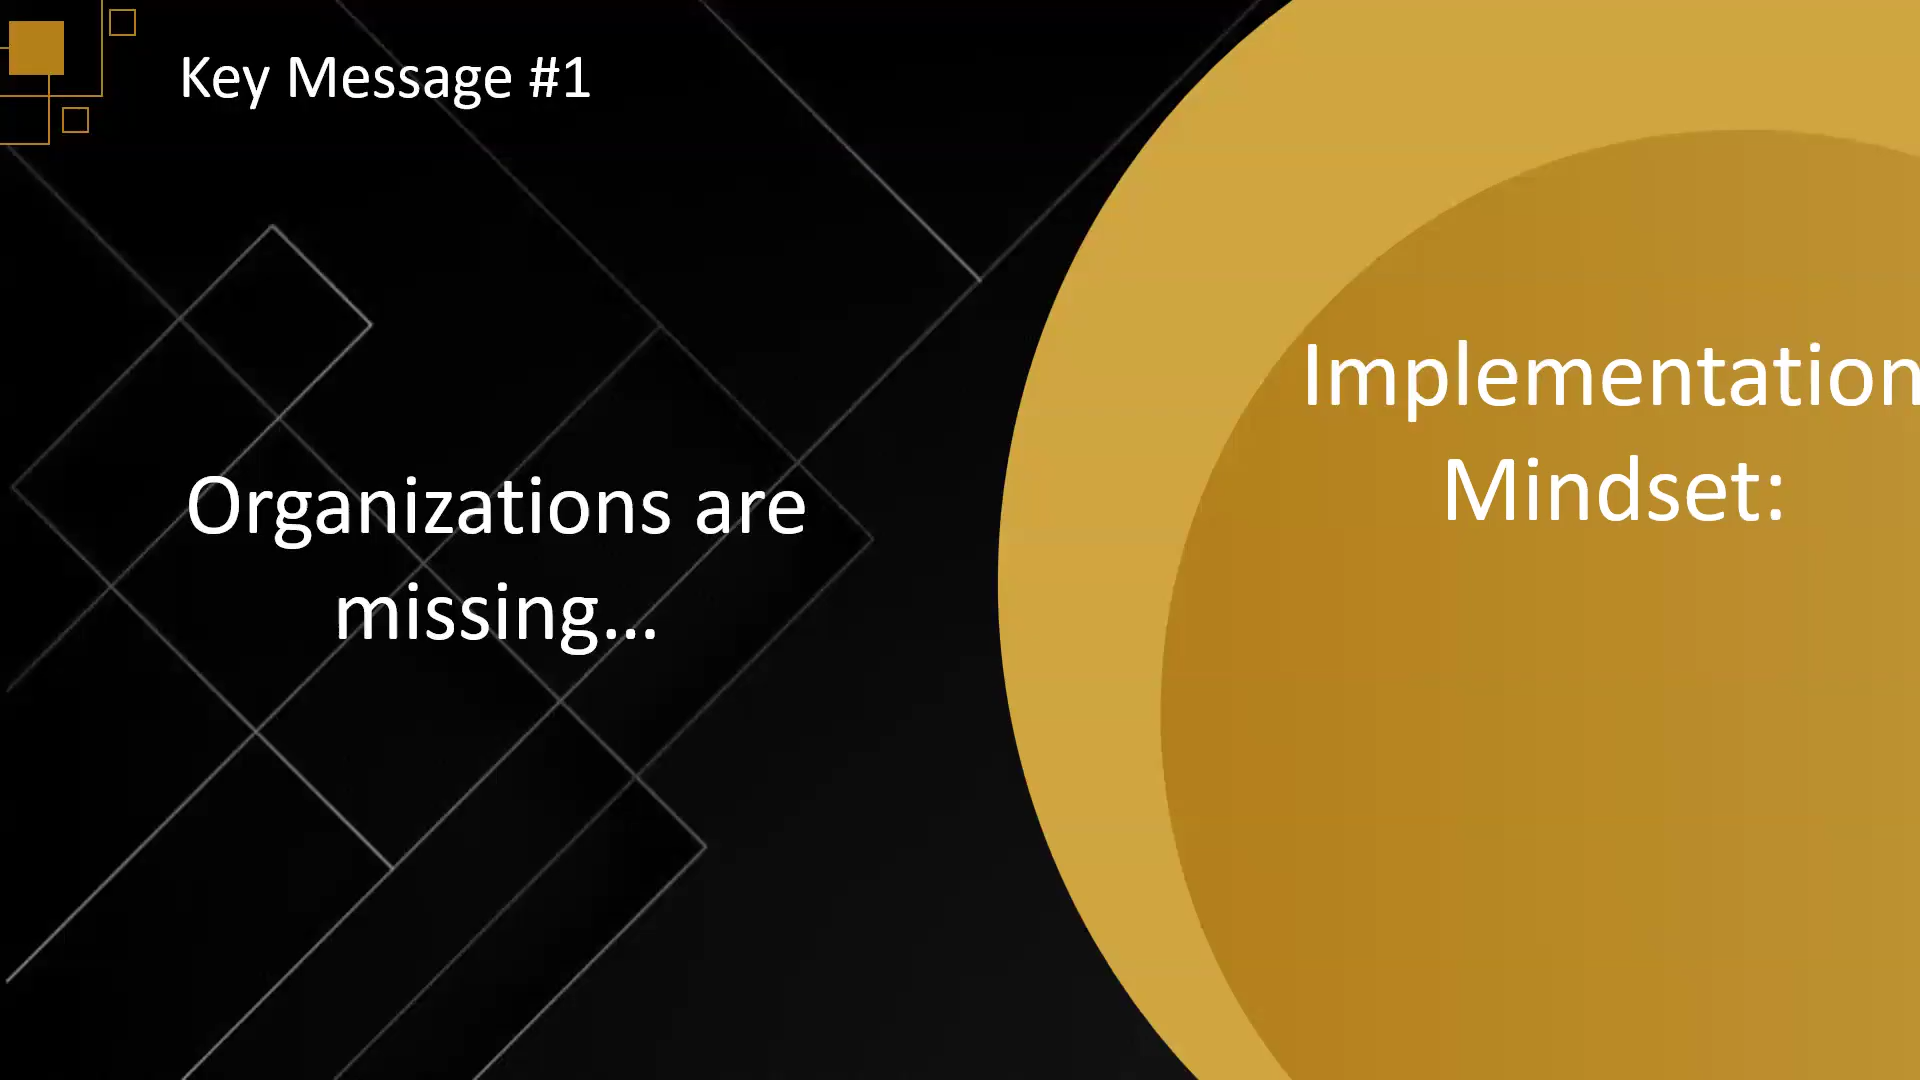 Key Message #1
Organizations are
missing...
Implementation
Mindset: